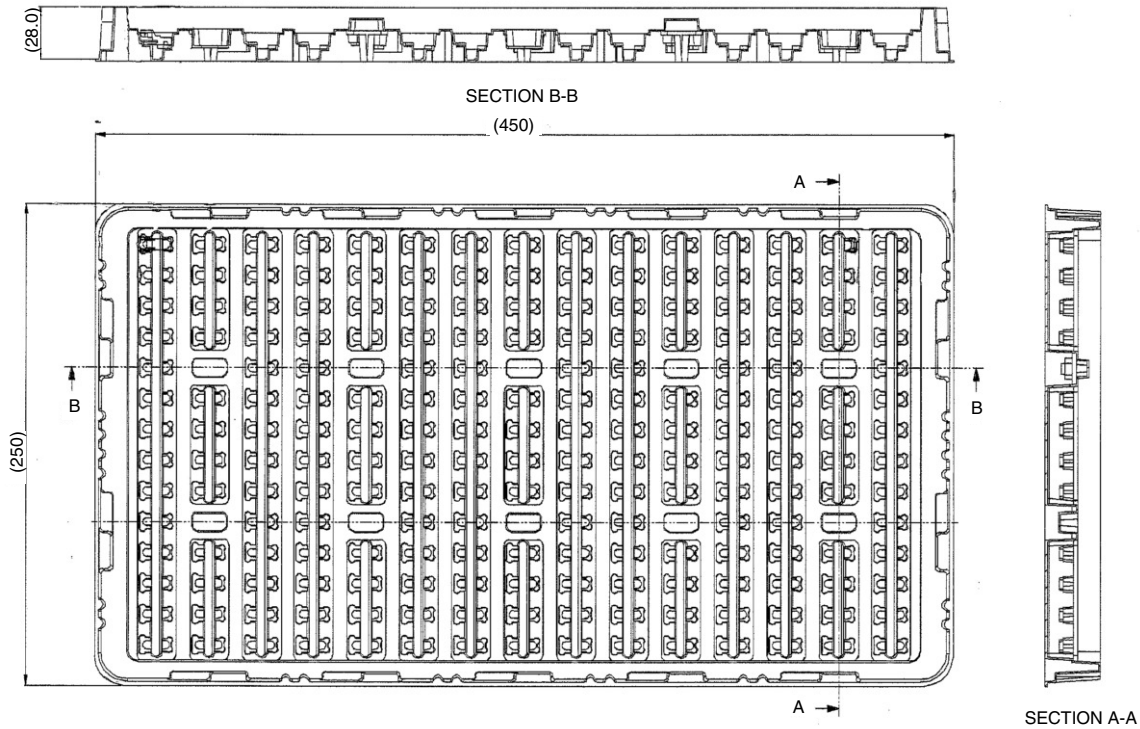 (28.0)
SECTION B-B
(450)
A
B
B
(250)
A
SECTION A-A